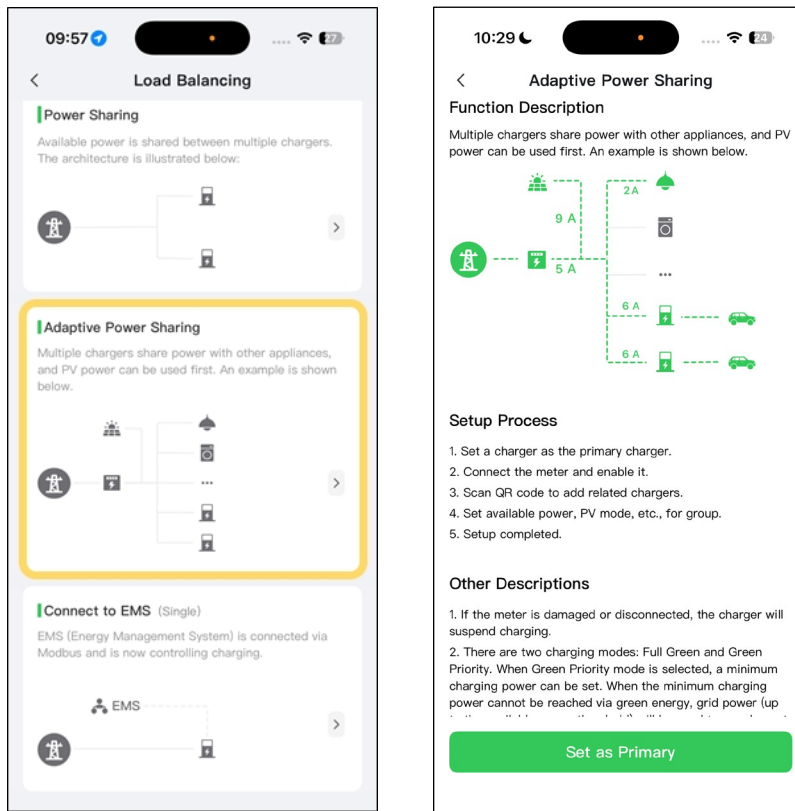 09:57
27
Load Balancing
Power Sharing
Available power is shared between multiple chargers.
The architecture is illustrated below:
Adaptive Power Sharing
Multiple chargers share power with other appliances,
and PV power can be used first. An example is shown
below.
Connect to EMS (Single)
EMS (Energy Management System) is connected via
Modbus and is now controlling charging.
EMS
10:29
24
Adaptive Power Sharing
Function Description
Multiple chargers share power with other appliances, and PV
power can be used first. An example is shown below.
2A
9 A
5 A
6 A
6 A
Setup Process
1. Set a charger as the primary charger.
2. Connect the meter and enable it.
3. Scan QR code to add related chargers.
4. Set available power, PV mode, etc., for group.
5. Setup completed.
Other Descriptions
1. If the meter is damaged or disconnected, the charger will
suspend charging.
2. There are two charging modes: Full Green and Green
Priority. When Green Priority mode is selected, a minimum
charging power can be set. When the minimum charging
power cannot be reached via green energy, grid power (up
Set as Primary